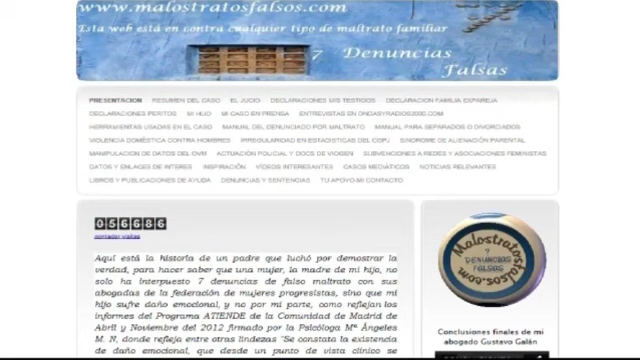 www.malostratosfalsos.com
Esta web está en contra cualquier tipo de maltrato familiar
7 Denuncias
Falsas
PRESENTACION RESUMEN DEL CASO EL JUICIO DECLARACIONES MIS TESTIGOS DECLARACION FAMILIA EXPAREJA
DECLARACIONES PERITOS MI HIJO MI CASO EN PRENSA ENTREVISTAS EN ONDASYRADIOS2000.COM
HERRAMIENTAS USADAS EN EL CASO MANUAL DEL DENUNCIADO POR MALTRATO MANUAL PARA SEPARADOS O DIVORCIADOS
VIOLENCIA DOMÉSTICA CONTRA HOMBRES IRREGULARIDAD EN ESTADISTICAS DEL CGPJ SINDROME DE ALIENACIÓN PARENTAL
MANIPULACION DE DATOS DEL OVM ACTUACIÓN POLICIAL Y DOCS DE VIOGEN SUBVENCIONES A REDES Y ASOCIACIONES FEMINISTAS
DATOS Y ENLACES DE INTERES INSPIRACIÓN VÍDEOS INTERESANTES CASOS MEDIÁTICOS NOTICIAS RELEVANTES
LIBROS Y PUBLICACIONES DE AYUDA DENUNCIAS Y SENTENCIAS TU APOYO-MI CONTACTO
056686
contador visitas
Aquí está la historia de un padre que luchó por demostrar la
verdad, para hacer saber que una mujer, la madre de mi hijo, no
solo ha interpuesto 7 denuncias de falso maltrato con sus
abogadas de la federación de mujeres progresistas, sino que mi
hijo sufre daño emocional, y no por mi parte, como reflejan los
informes del Programa ATIENDE de la Comunidad de Madrid de
Abril y Noviembre del 2012 firmado por la Psicóloga Mª Ángeles
M. N, donde refleja entre otras lindezas "Se constata la existencia
de daño emocional, que desde un punto de vista clínico se
Malostratosfalsos.com
7 DENUNCIAS
FALSAS
Conclusiones finales de mi
abogado Gustavo Galán